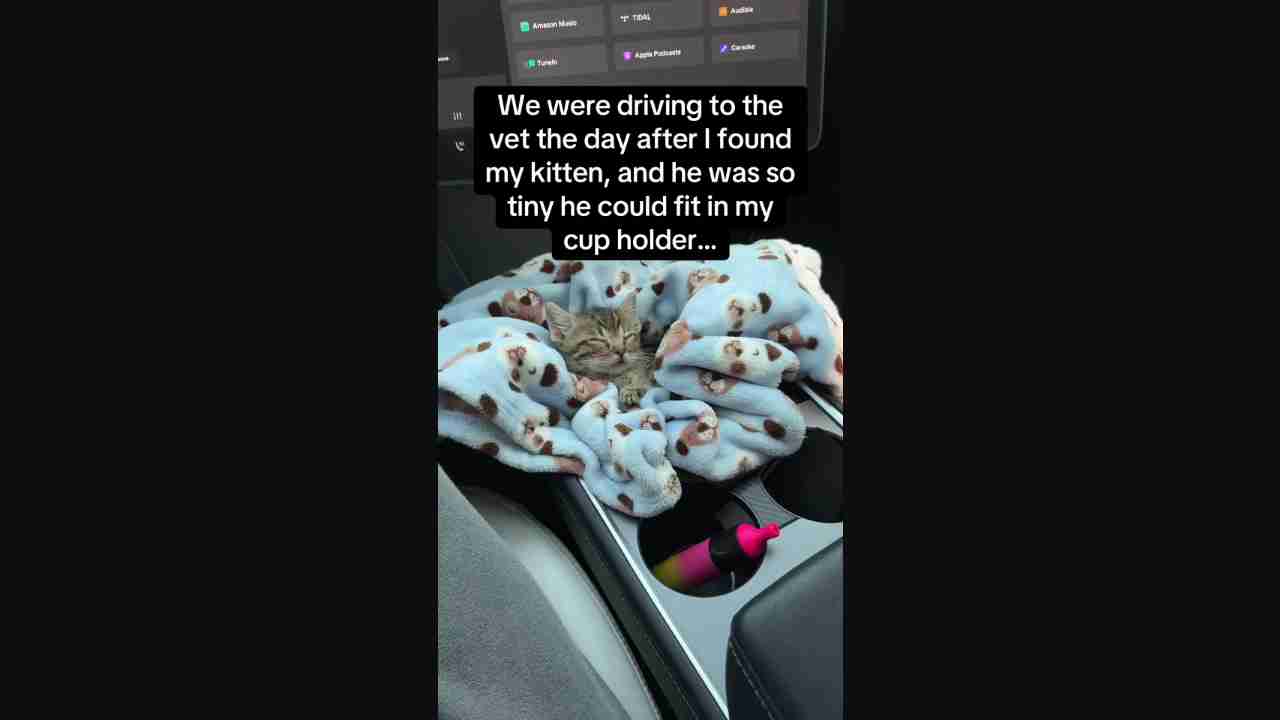 Amazon Music
TIDAL
Audible
TuneIn
Apple Podcasts
Caraoke
We were driving to the
vet the day after I found
my kitten, and he was so
tiny he could fit in my
cup holder...